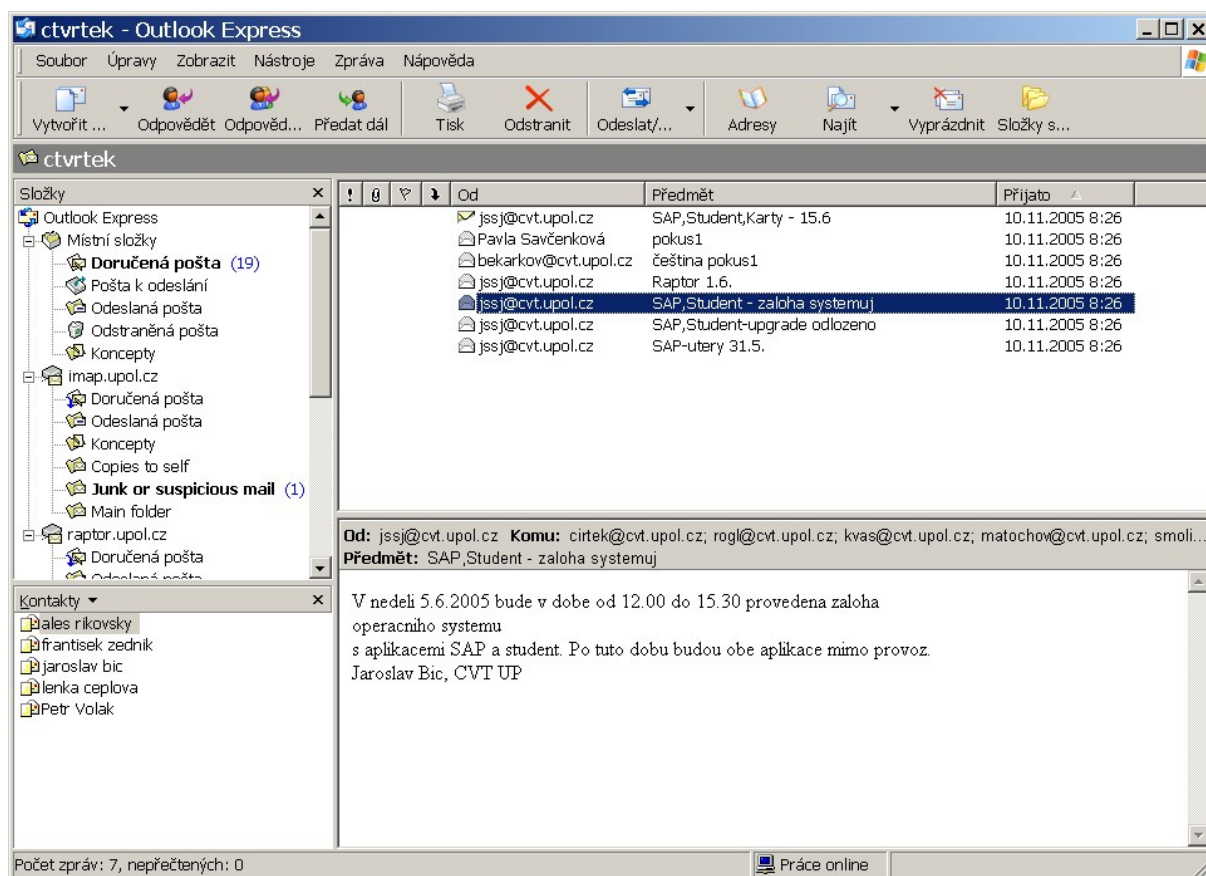 ctvrtek - Outlook Express
Soubor Úpravy Zobrazit Nástroje Zpráva Nápověda
Vytvořit ... Odpovědět Odpověd... Předat dál Tisk Odstranit Odeslat/... Adresy Najít Vyprázdnit Složky s...
ctvrtek
Složky
Outlook Express
Místní složky
Doručená pošta (19)
Pošta k odeslání
Odeslaná pošta
Odstraněná pošta
Koncepty
imap.upol.cz
Doručená pošta
Odeslaná pošta
Koncepty
Copies to self
Junk or suspicious mail (1)
Main folder
raptor.upol.cz
Doručená pošta
Odeslaná pošta
Kontakty
ales rikovsky
frantisek zednik
jaroslav bic
lenka ceplova
Petr Volak
! Od Předmět Přijato
jssj@cvt.upol.cz SAP,Student,Karty - 15.6 10.11.2005 8:26
Pavla Savčenková pokus1 10.11.2005 8:26
bekarkov@cvt.upol.cz čeština pokus1 10.11.2005 8:26
jssj@cvt.upol.cz Raptor 1.6. 10.11.2005 8:26
jssj@cvt.upol.cz SAP,Student - zaloha systemuj 10.11.2005 8:26
jssj@cvt.upol.cz SAP,Student-upgrade odlozeno 10.11.2005 8:26
jssj@cvt.upol.cz SAP-utery 31.5. 10.11.2005 8:26
Od: jssj@cvt.upol.cz Komu: cirtek@cvt.upol.cz; rogl@cvt.upol.cz; kvas@cvt.upol.cz; matochov@cvt.upol.cz; smoli...
Předmět: SAP,Student - zaloha systemuj
V nedeli 5.6.2005 bude v dobe od 12.00 do 15.30 provedena zaloha
operacniho systemu
s aplikacemi SAP a student. Po tuto dobu budou obe aplikace mimo provoz.
Jaroslav Bic, CVT UP
Počet zpráv: 7, nepřečtených: 0 Práce online